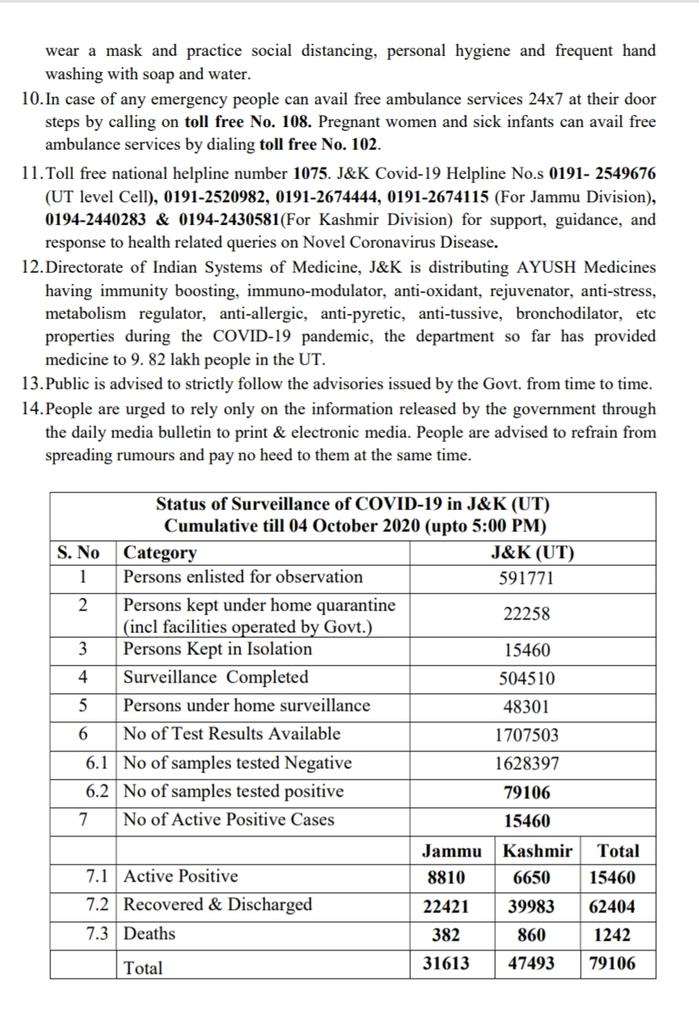 wear a mask and practice social distancing, personal hygiene and frequent hand
washing with soap and water.
10. In case of any emergency people can avail free ambulance services 24x7 at their door
steps by calling on toll free No. 108. Pregnant women and sick infants can avail free
ambulance services by dialing toll free No. 102.
11. Toll free national helpline number 1075. J&K Covid-19 Helpline No.s 0191- 2549676
(UT level Cell), 0191-2520982, 0191-2674444, 0191-2674115 (For Jammu Division),
0194-2440283 & 0194-2430581(For Kashmir Division) for support, guidance, and
response to health related queries on Novel Coronavirus Disease.
12. Directorate of Indian Systems of Medicine, J&K is distributing AYUSH Medicines
having immunity boosting, immuno-modulator, anti-oxidant, rejuvenator, anti-stress,
metabolism regulator, anti-allergic, anti-pyretic, anti-tussive, bronchodilator, etc
properties during the COVID-19 pandemic, the department so far has provided
medicine to 9. 82 lakh people in the UT.
13. Public is advised to strictly follow the advisories issued by the Govt. from time to time.
14. People are urged to rely only on the information released by the government through
the daily media bulletin to print & electronic media. People are advised to refrain from
spreading rumours and pay no heed to them at the same time.
Status of Surveillance of COVID-19 in J&K (UT)
Cumulative till 04 October 2020 (upto 5:00 PM)
S. No Category J&K (UT)
1 Persons enlisted for observation 591771
2 Persons kept under home quarantine
(incl facilities operated by Govt.) 22258
3 Persons Kept in Isolation 15460
4 Surveillance Completed 504510
5 Persons under home surveillance 48301
6 No of Test Results Available 1707503
6.1 No of samples tested Negative 1628397
6.2 No of samples tested positive 79106
7 No of Active Positive Cases 15460
Jammu Kashmir Total
7.1 Active Positive 8810 6650 15460
7.2 Recovered & Discharged 22421 39983 62404
7.3 Deaths 382 860 1242
Total 31613 47493 79106